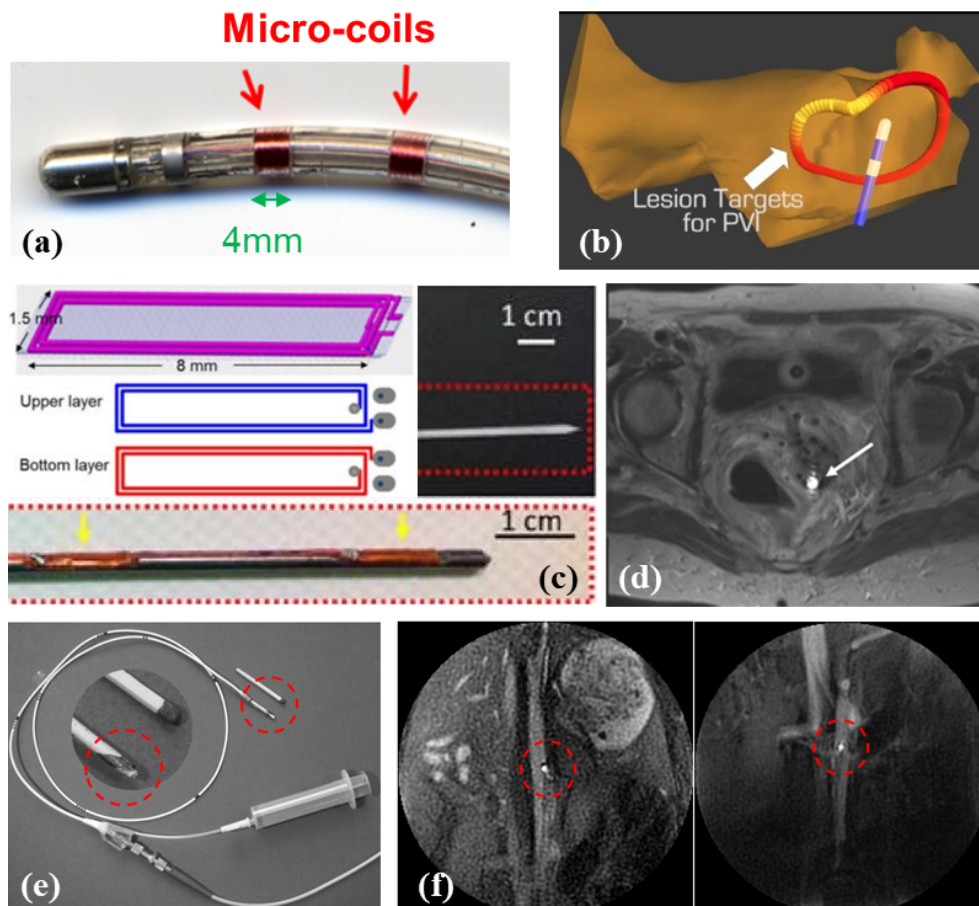 Micro-coils
(a)
4mm
Lesion Targets
for PVI
(b)
1.5 mm
8 mm
Upper layer
Bottom layer
1 cm
1 cm
(c)
(d)
(e)
(f)